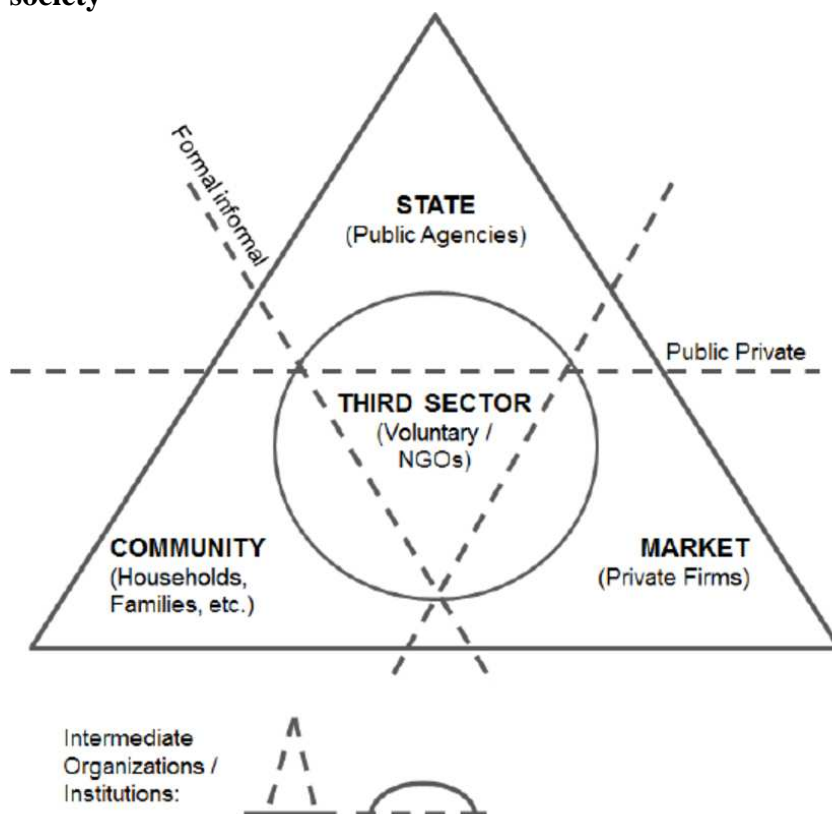 society
Formal informal
STATE
(Public Agencies)
Public Private
THIRD SECTOR
(Voluntary /
NGOs)
COMMUNITY
(Households,
Families, etc.)
MARKET
(Private Firms)
Intermediate
Organizations /
Institutions: